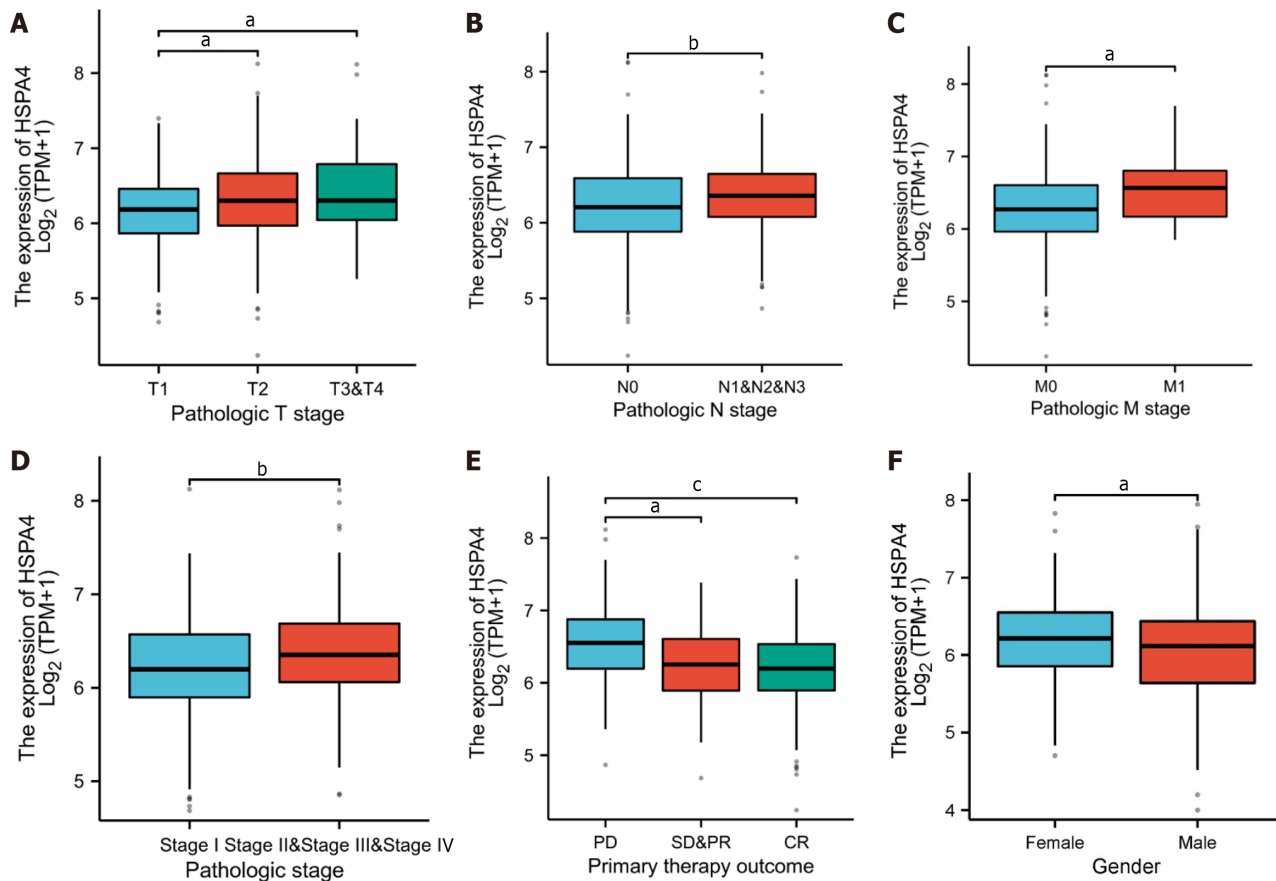 A
The expression of HSPA4
Log₂ (TPM+1)
8
7
6
5
a
a
T1 T2 T3&T4
Pathologic T stage
B
The expression of HSPA4
Log₂ (TPM+1)
8
7
6
5
b
N0 N1&N2&N3
Pathologic N stage
C
The expression of HSPA4
Log₂ (TPM+1)
8
7
6
5
a
M0 M1
Pathologic M stage
D
The expression of HSPA4
Log₂ (TPM+1)
8
7
6
5
b
Stage I Stage II&Stage III&Stage IV
Pathologic stage
E
The expression of HSPA4
Log₂ (TPM+1)
8
7
6
5
c
a
PD SD&PR CR
Primary therapy outcome
F
The expression of HSPA4
Log₂ (TPM+1)
8
7
6
5
4
a
Female Male
Gender